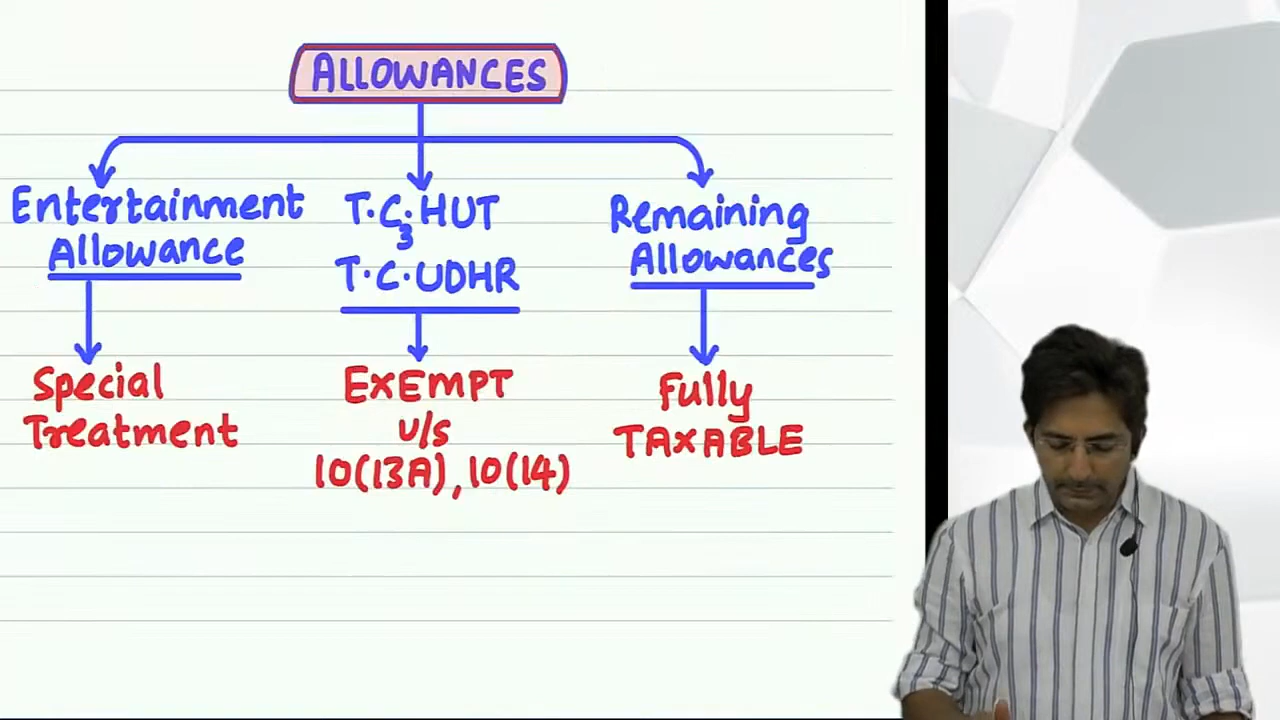 ALLOWANCES
Entertainment
Allowance
T.C₃.HUT
T.C.UDHR
Remaining
Allowances
Special
Treatment
EXEMPT
u/s
10(13A), 10(14)
Fully
TAXABLE